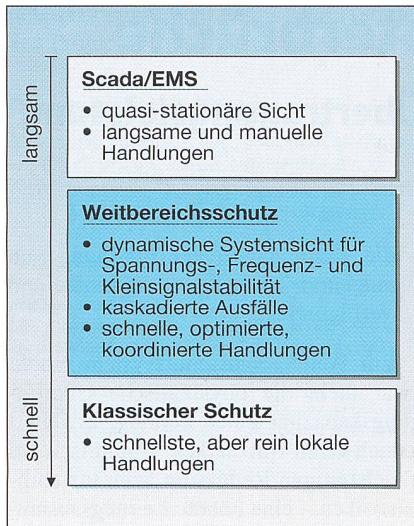 langsam
Scada/EMS
• quasi-stationäre Sicht
• langsame und manuelle
Handlungen
Weitbereichsschutz
• dynamische Systemsicht für
Spannungs-, Frequenz- und
Kleinsignalstabilität
• kaskadierte Ausfälle
• schnelle, optimierte,
koordinierte Handlungen
schnell
Klassischer Schutz
• schnellste, aber rein lokale
Handlungen